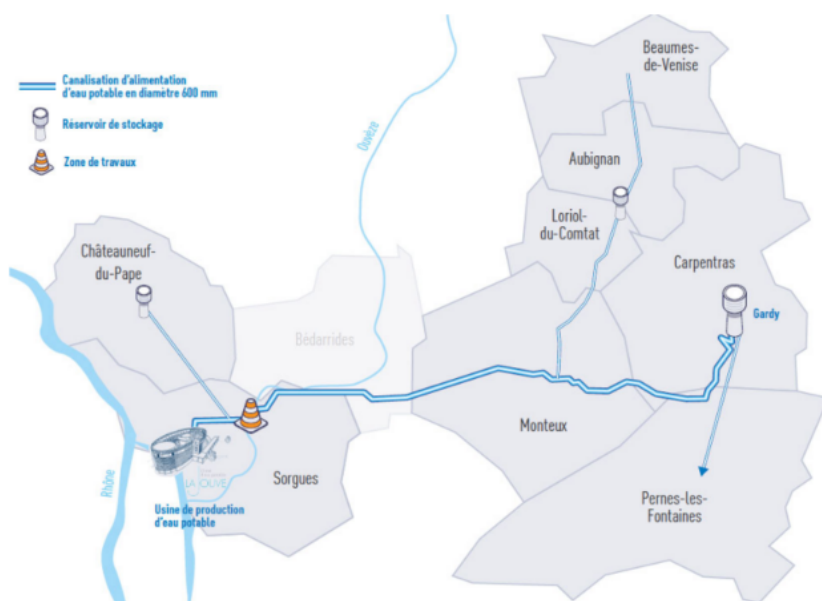 Canalisation d'alimentation
d'eau potable en diamètre 600 mm
Réservoir de stockage
Zone de travaux
Ouvèze
Beaumes-
de-Venise
Aubignan
Loriol-
du-Comtat
Carpentras
Châteauneuf-
du-Pape
Gardy
Bédarrides
Monteux
Sorgues
Rhône
LA JOUVE
Usine de production
d'eau potable
Pernes-les-
Fontaines